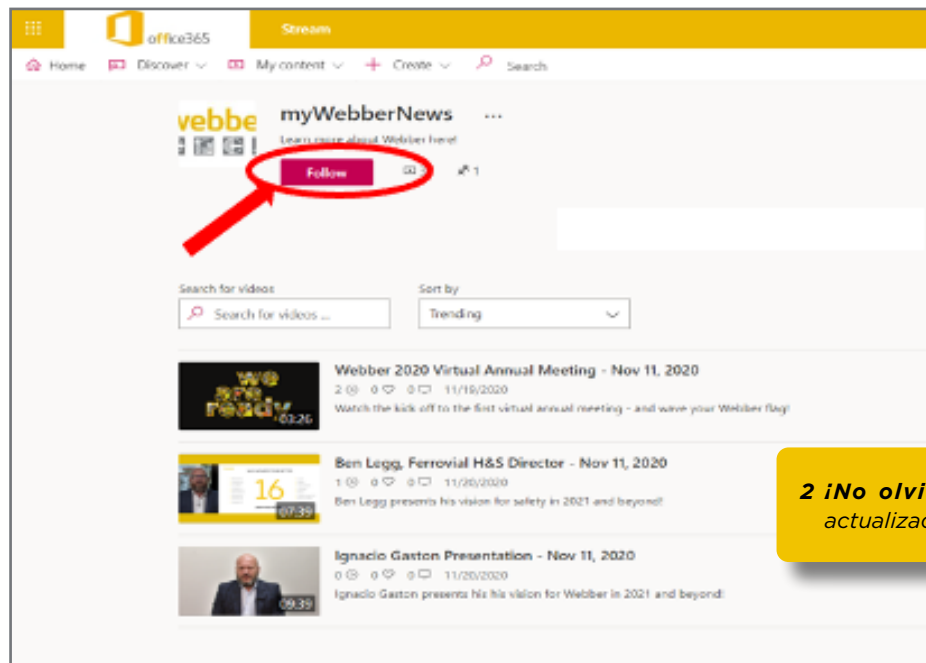 office365
Stream
Home Discover My content Create Search
webbe
myWebberNews ...
Learn more about Webber here!
Follow
1
Search for videos
Sort by
Search for videos ...
Trending
we are ready
03:26
Webber 2020 Virtual Annual Meeting - Nov 11, 2020
2 0 0 11/19/2020
Watch the kick off to the first virtual annual meeting - and wave your Webber flag!
16
07:39
Ben Legg, Ferrovial H&S Director - Nov 11, 2020
1 0 0 11/20/2020
Ben Legg presents his vision for safety in 2021 and beyond!
2 ¡No olvi
actualizac
09:39
Ignacio Gaston Presentation - Nov 11, 2020
0 0 0 11/20/2020
Ignacio Gaston presents his his vision for Webber in 2021 and beyond!